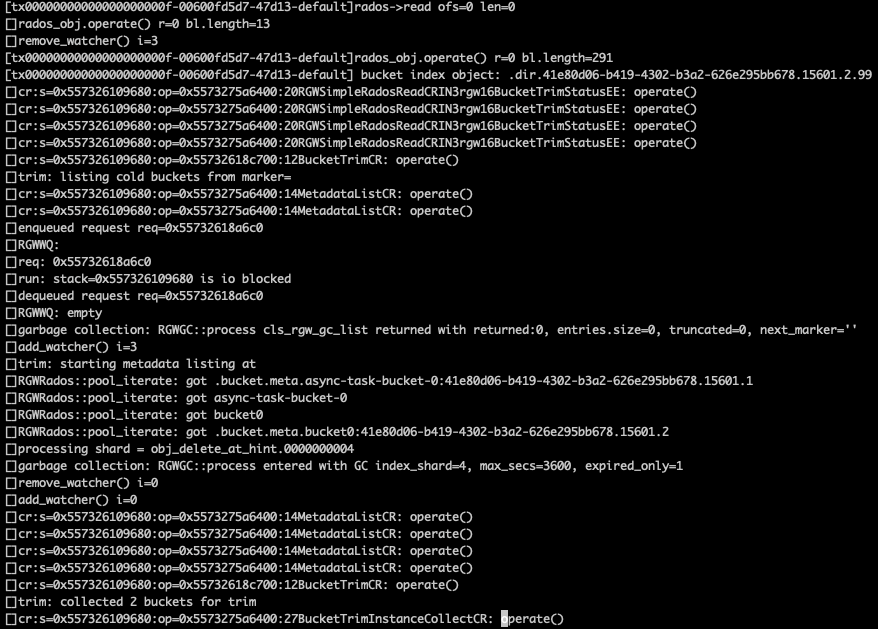 [tx00000000000000000000f-00600fd5d7-47d13-default]rados->read ofs=0 len=0
[]rados_obj.operate() r=0 bl.length=13
[]remove_watcher() i=3
[tx00000000000000000000f-00600fd5d7-47d13-default]rados_obj.operate() r=0 bl.length=291
[tx00000000000000000000f-00600fd5d7-47d13-default] bucket index object: .dir.41e80d06-b419-4302-b3a2-626e295bb678.15601.2.99
[]cr:s=0x557326109680:op=0x5573275a6400:20RGWSimpleRadosReadCRIN3rgw16BucketTrimStatusEE: operate()
[]cr:s=0x557326109680:op=0x5573275a6400:20RGWSimpleRadosReadCRIN3rgw16BucketTrimStatusEE: operate()
[]cr:s=0x557326109680:op=0x5573275a6400:20RGWSimpleRadosReadCRIN3rgw16BucketTrimStatusEE: operate()
[]cr:s=0x557326109680:op=0x5573275a6400:20RGWSimpleRadosReadCRIN3rgw16BucketTrimStatusEE: operate()
[]cr:s=0x557326109680:op=0x55732618c700:12BucketTrimCR: operate()
[]trim: listing cold buckets from marker=
[]cr:s=0x557326109680:op=0x5573275a6400:14MetadataListCR: operate()
[]cr:s=0x557326109680:op=0x5573275a6400:14MetadataListCR: operate()
[]enqueued request req=0x55732618a6c0
[]RGWWQ:
[]req: 0x55732618a6c0
[]run: stack=0x557326109680 is io blocked
[]dequeued request req=0x55732618a6c0
[]RGWWQ: empty
[]garbage collection: RGWGC::process cls_rgw_gc_list returned with returned:0, entries.size=0, truncated=0, next_marker=''
[]add_watcher() i=3
[]trim: starting metadata listing at
[]RGWRados::pool_iterate: got .bucket.meta.async-task-bucket-0:41e80d06-b419-4302-b3a2-626e295bb678.15601.1
[]RGWRados::pool_iterate: got async-task-bucket-0
[]RGWRados::pool_iterate: got bucket0
[]RGWRados::pool_iterate: got .bucket.meta.bucket0:41e80d06-b419-4302-b3a2-626e295bb678.15601.2
[]processing shard = obj_delete_at_hint.0000000004
[]garbage collection: RGWGC::process entered with GC index_shard=4, max_secs=3600, expired_only=1
[]remove_watcher() i=0
[]add_watcher() i=0
[]cr:s=0x557326109680:op=0x5573275a6400:14MetadataListCR: operate()
[]cr:s=0x557326109680:op=0x5573275a6400:14MetadataListCR: operate()
[]cr:s=0x557326109680:op=0x5573275a6400:14MetadataListCR: operate()
[]cr:s=0x557326109680:op=0x5573275a6400:14MetadataListCR: operate()
[]cr:s=0x557326109680:op=0x55732618c700:12BucketTrimCR: operate()
[]trim: collected 2 buckets for trim
[]cr:s=0x557326109680:op=0x5573275a6400:27BucketTrimInstanceCollectCR: operate()